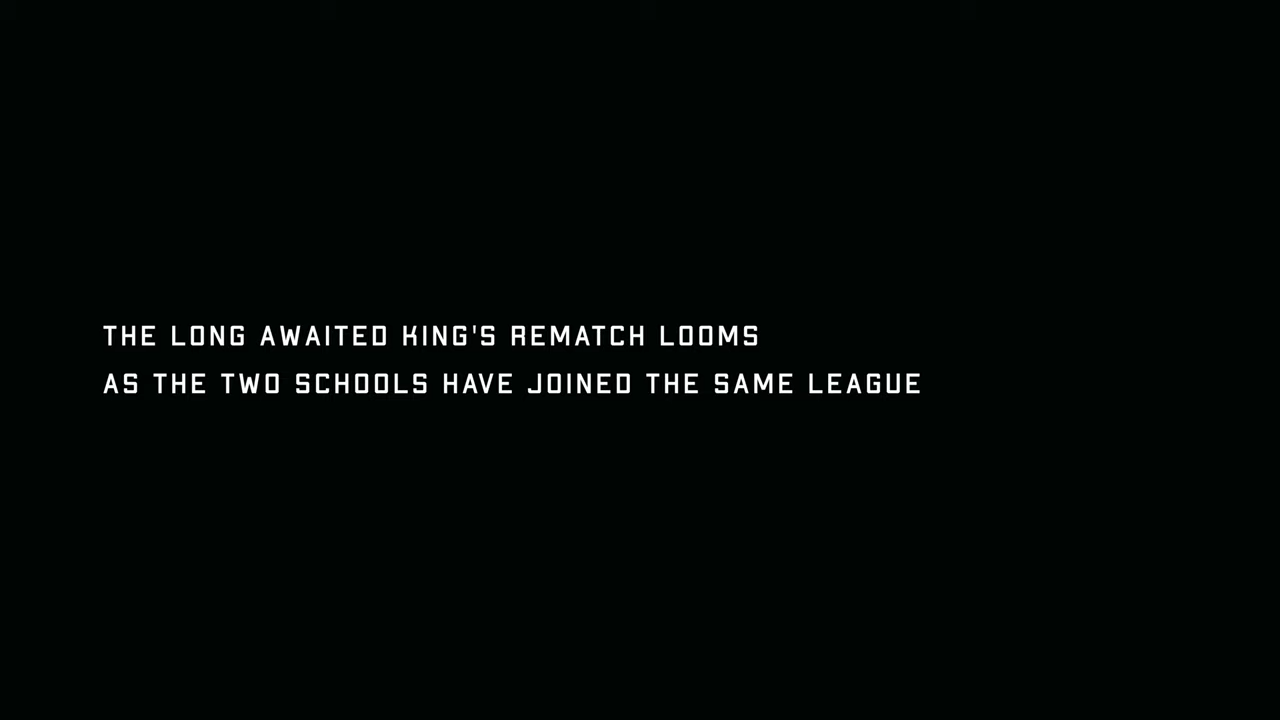 THE LONG AWAITED KING'S REMATCH LOOMS
AS THE TWO SCHOOLS HAVE JOINED THE SAME LEAGUE